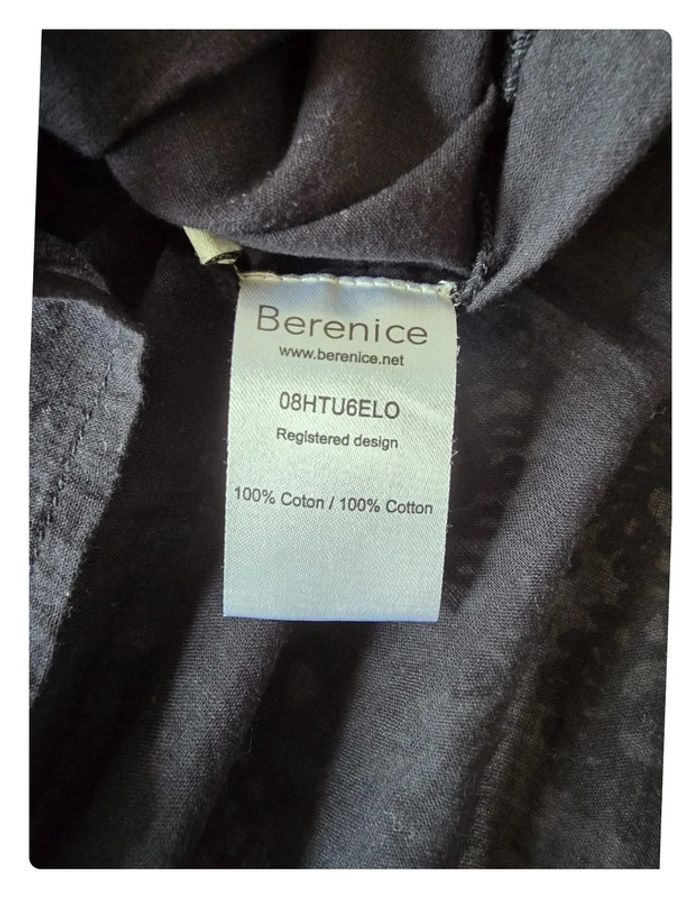 Berenice
www.berenice.net
08HTU6ELO
Registered design
100% Coton / 100% Cotton